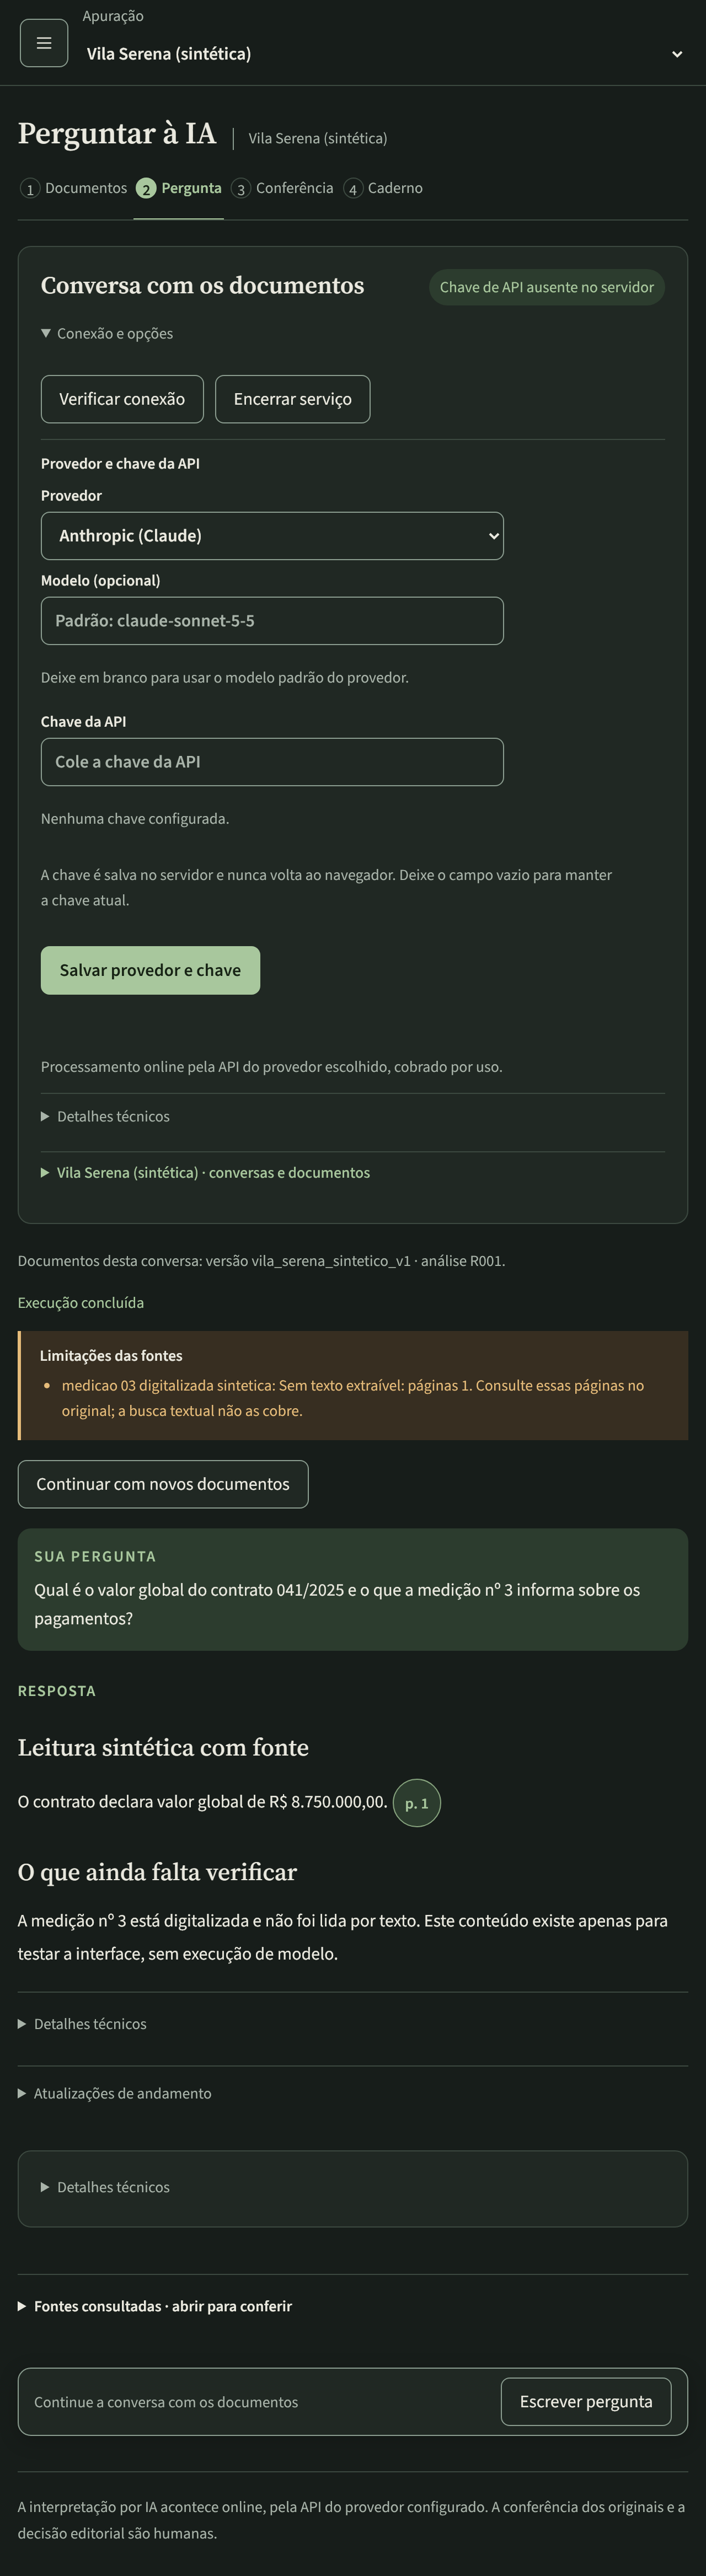 Apuração
Vila Serena (sintética)
Perguntar à IA
Vila Serena (sintética)
1 Documentos 2 Pergunta 3 Conferência 4 Caderno
Conversa com os documentos
Chave de API ausente no servidor
Conexão e opções
Verificar conexão
Encerrar serviço
Provedor e chave da API
Provedor
Anthropic (Claude)
Modelo (opcional)
Padrão: claude-sonnet-5-5
Deixe em branco para usar o modelo padrão do provedor.
Chave da API
Cole a chave da API
Nenhuma chave configurada.
A chave é salva no servidor e nunca volta ao navegador. Deixe o campo vazio para manter
a chave atual.
Salvar provedor e chave
Processamento online pela API do provedor escolhido, cobrado por uso.
Detalhes técnicos
Vila Serena (sintética) · conversas e documentos
Documentos desta conversa: versão vila_serena_sintetico_v1 · análise R001.
Execução concluída
Limitações das fontes
medicao 03 digitalizada sintetica: Sem texto extraível: páginas 1. Consulte essas páginas no
original; a busca textual não as cobre.
Continuar com novos documentos
SUA PERGUNTA
Qual é o valor global do contrato 041/2025 e o que a medição nº 3 informa sobre os
pagamentos?
RESPOSTA
Leitura sintética com fonte
O contrato declara valor global de R$ 8.750.000,00. p. 1
O que ainda falta verificar
A medição nº 3 está digitalizada e não foi lida por texto. Este conteúdo existe apenas para
testar a interface, sem execução de modelo.
Detalhes técnicos
Atualizações de andamento
Detalhes técnicos
Fontes consultadas · abrir para conferir
Continue a conversa com os documentos
Escrever pergunta
A interpretação por IA acontece online, pela API do provedor configurado. A conferência dos originais e a
decisão editorial são humanas.